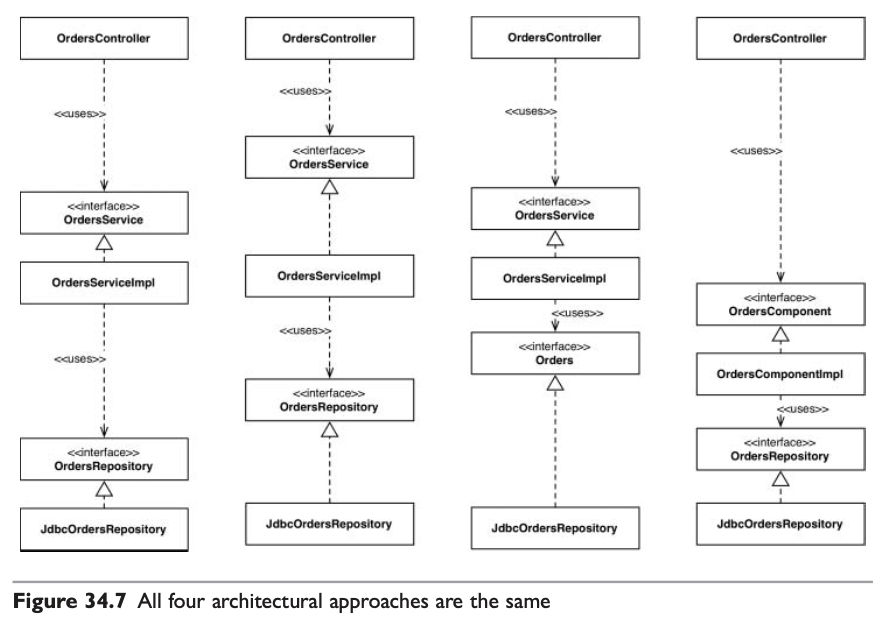 OrdersController
<<uses>>
<<interface>>
OrdersService
OrdersServiceImpl
<<uses>>
<<interface>>
OrdersRepository
JdbcOrdersRepository
OrdersController
<<uses>>
<<interface>>
OrdersService
OrdersServiceImpl
<<uses>>
<<interface>>
OrdersRepository
JdbcOrdersRepository
OrdersController
<<uses>>
<<interface>>
OrdersService
OrdersServiceImpl
<<uses>>
<<interface>>
Orders
JdbcOrdersRepository
OrdersController
<<uses>>
<<interface>>
OrdersComponent
OrdersComponentImpl
<<uses>>
<<interface>>
OrdersRepository
JdbcOrdersRepository
Figure 34.7 All four architectural approaches are the same